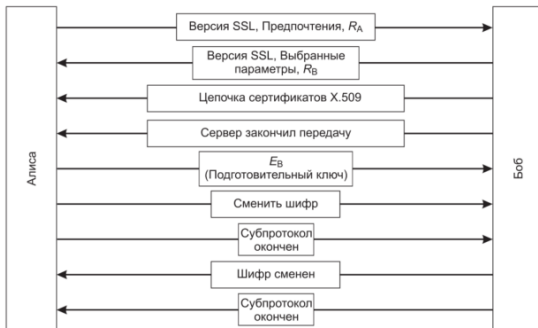 Алиса
Версия SSL, Предпочтения, RA
Версия SSL, Выбранные
параметры, RB
Цепочка сертификатов X.509
Сервер закончил передачу
EB
(Подготовительный ключ)
Сменить шифр
Субпротокол
окончен
Шифр сменен
Субпротокол
окончен
Боб